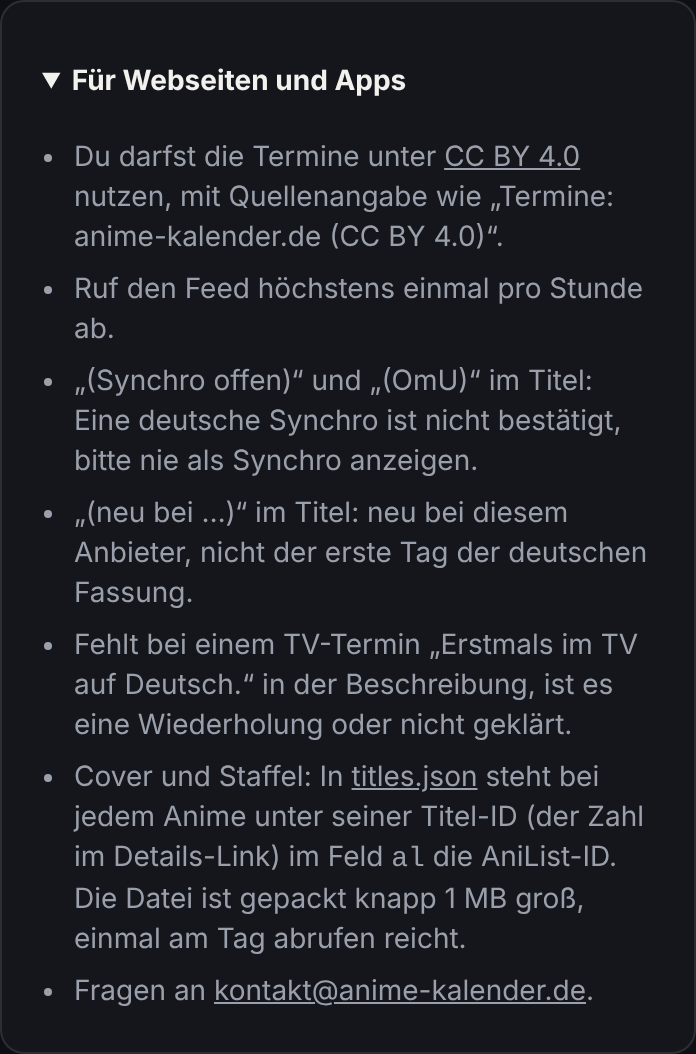 ▼ Für Webseiten und Apps
• Du darfst die Termine unter CC BY 4.0
nutzen, mit Quellenangabe wie „Termine:
anime-kalender.de (CC BY 4.0)“.
• Ruf den Feed höchstens einmal pro Stunde
ab.
• „(Synchro offen)“ und „(OmU)“ im Titel:
Eine deutsche Synchro ist nicht bestätigt,
bitte nie als Synchro anzeigen.
• „(neu bei …)“ im Titel: neu bei diesem
Anbieter, nicht der erste Tag der deutschen
Fassung.
• Fehlt bei einem TV-Termin „Erstmals im TV
auf Deutsch.“ in der Beschreibung, ist es
eine Wiederholung oder nicht geklärt.
• Cover und Staffel: In titles.json steht bei
jedem Anime unter seiner Titel-ID (der Zahl
im Details-Link) im Feld al die AniList-ID.
Die Datei ist gepackt knapp 1 MB groß,
einmal am Tag abrufen reicht.
• Fragen an kontakt@anime-kalender.de.